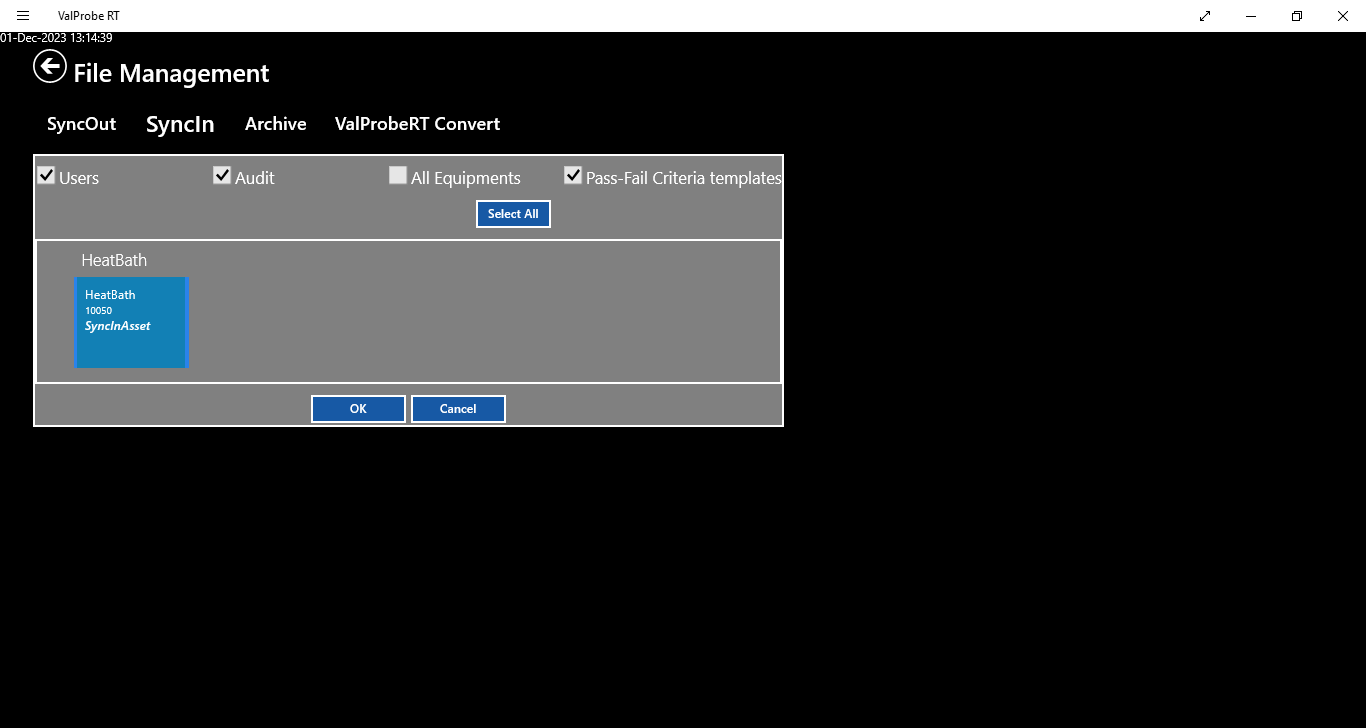 ValProbe RT
01-Dec-2023 13:14:39
File Management
SyncOut SyncIn Archive ValProbeRT Convert
Users Audit All Equipments Pass-Fail Criteria templates
Select All
HeatBath
HeatBath
10050
SyncInAsset
OK Cancel